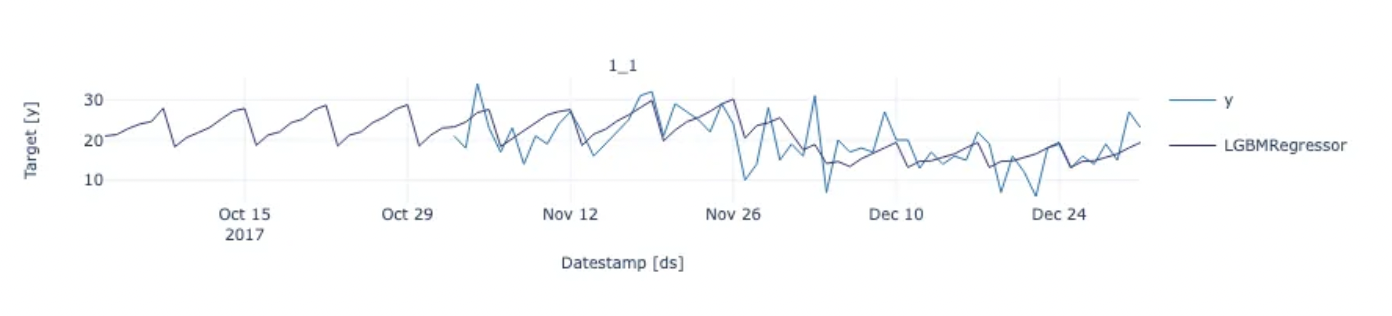 1_1
Target [y]
30
20
10
Oct 15
2017
Oct 29
Nov 12
Nov 26
Dec 10
Dec 24
Datestamp [ds]
y
LGBMRegressor